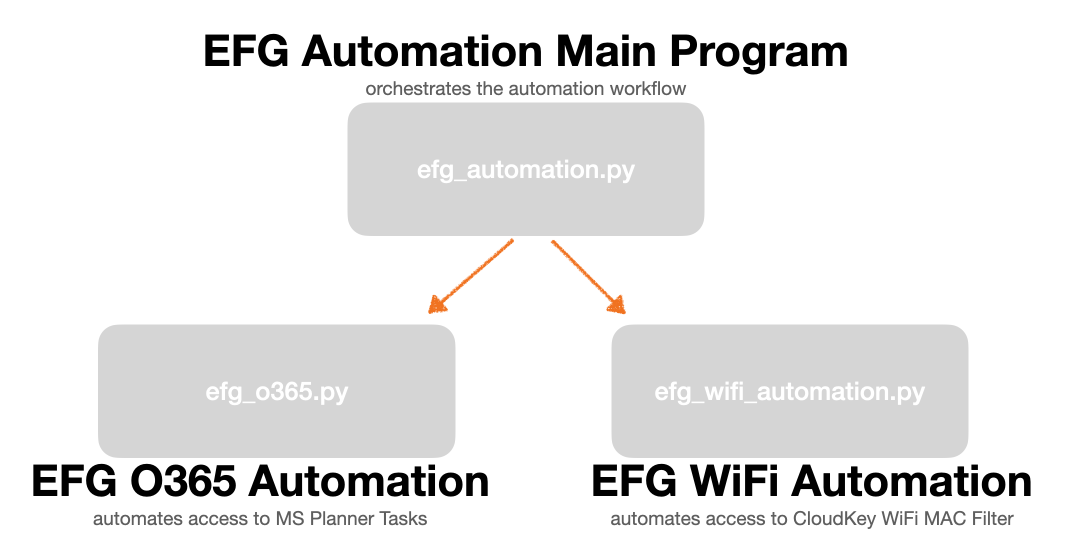 EFG Automation Main Program
orchestrates the automation workflow
efg_automation.py
efg_o365.py
efg_wifi_automation.py
EFG O365 Automation
EFG WiFi Automation
automates access to MS Planner Tasks
automates access to CloudKey WiFi MAC Filter